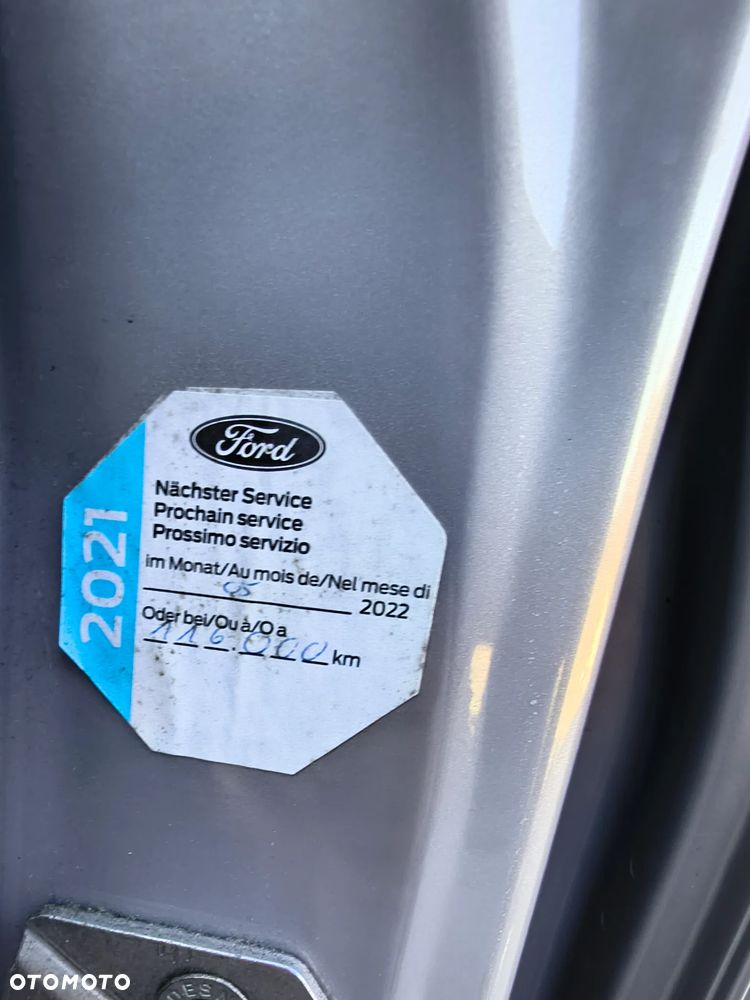 Ford
Nächster Service
Prochain service
Prossimo servizio
im Monat/Au mois de/Nel mese di
05 2022
Oder bei/Ou à/O a
116.000 km
2021
OTOMOTO